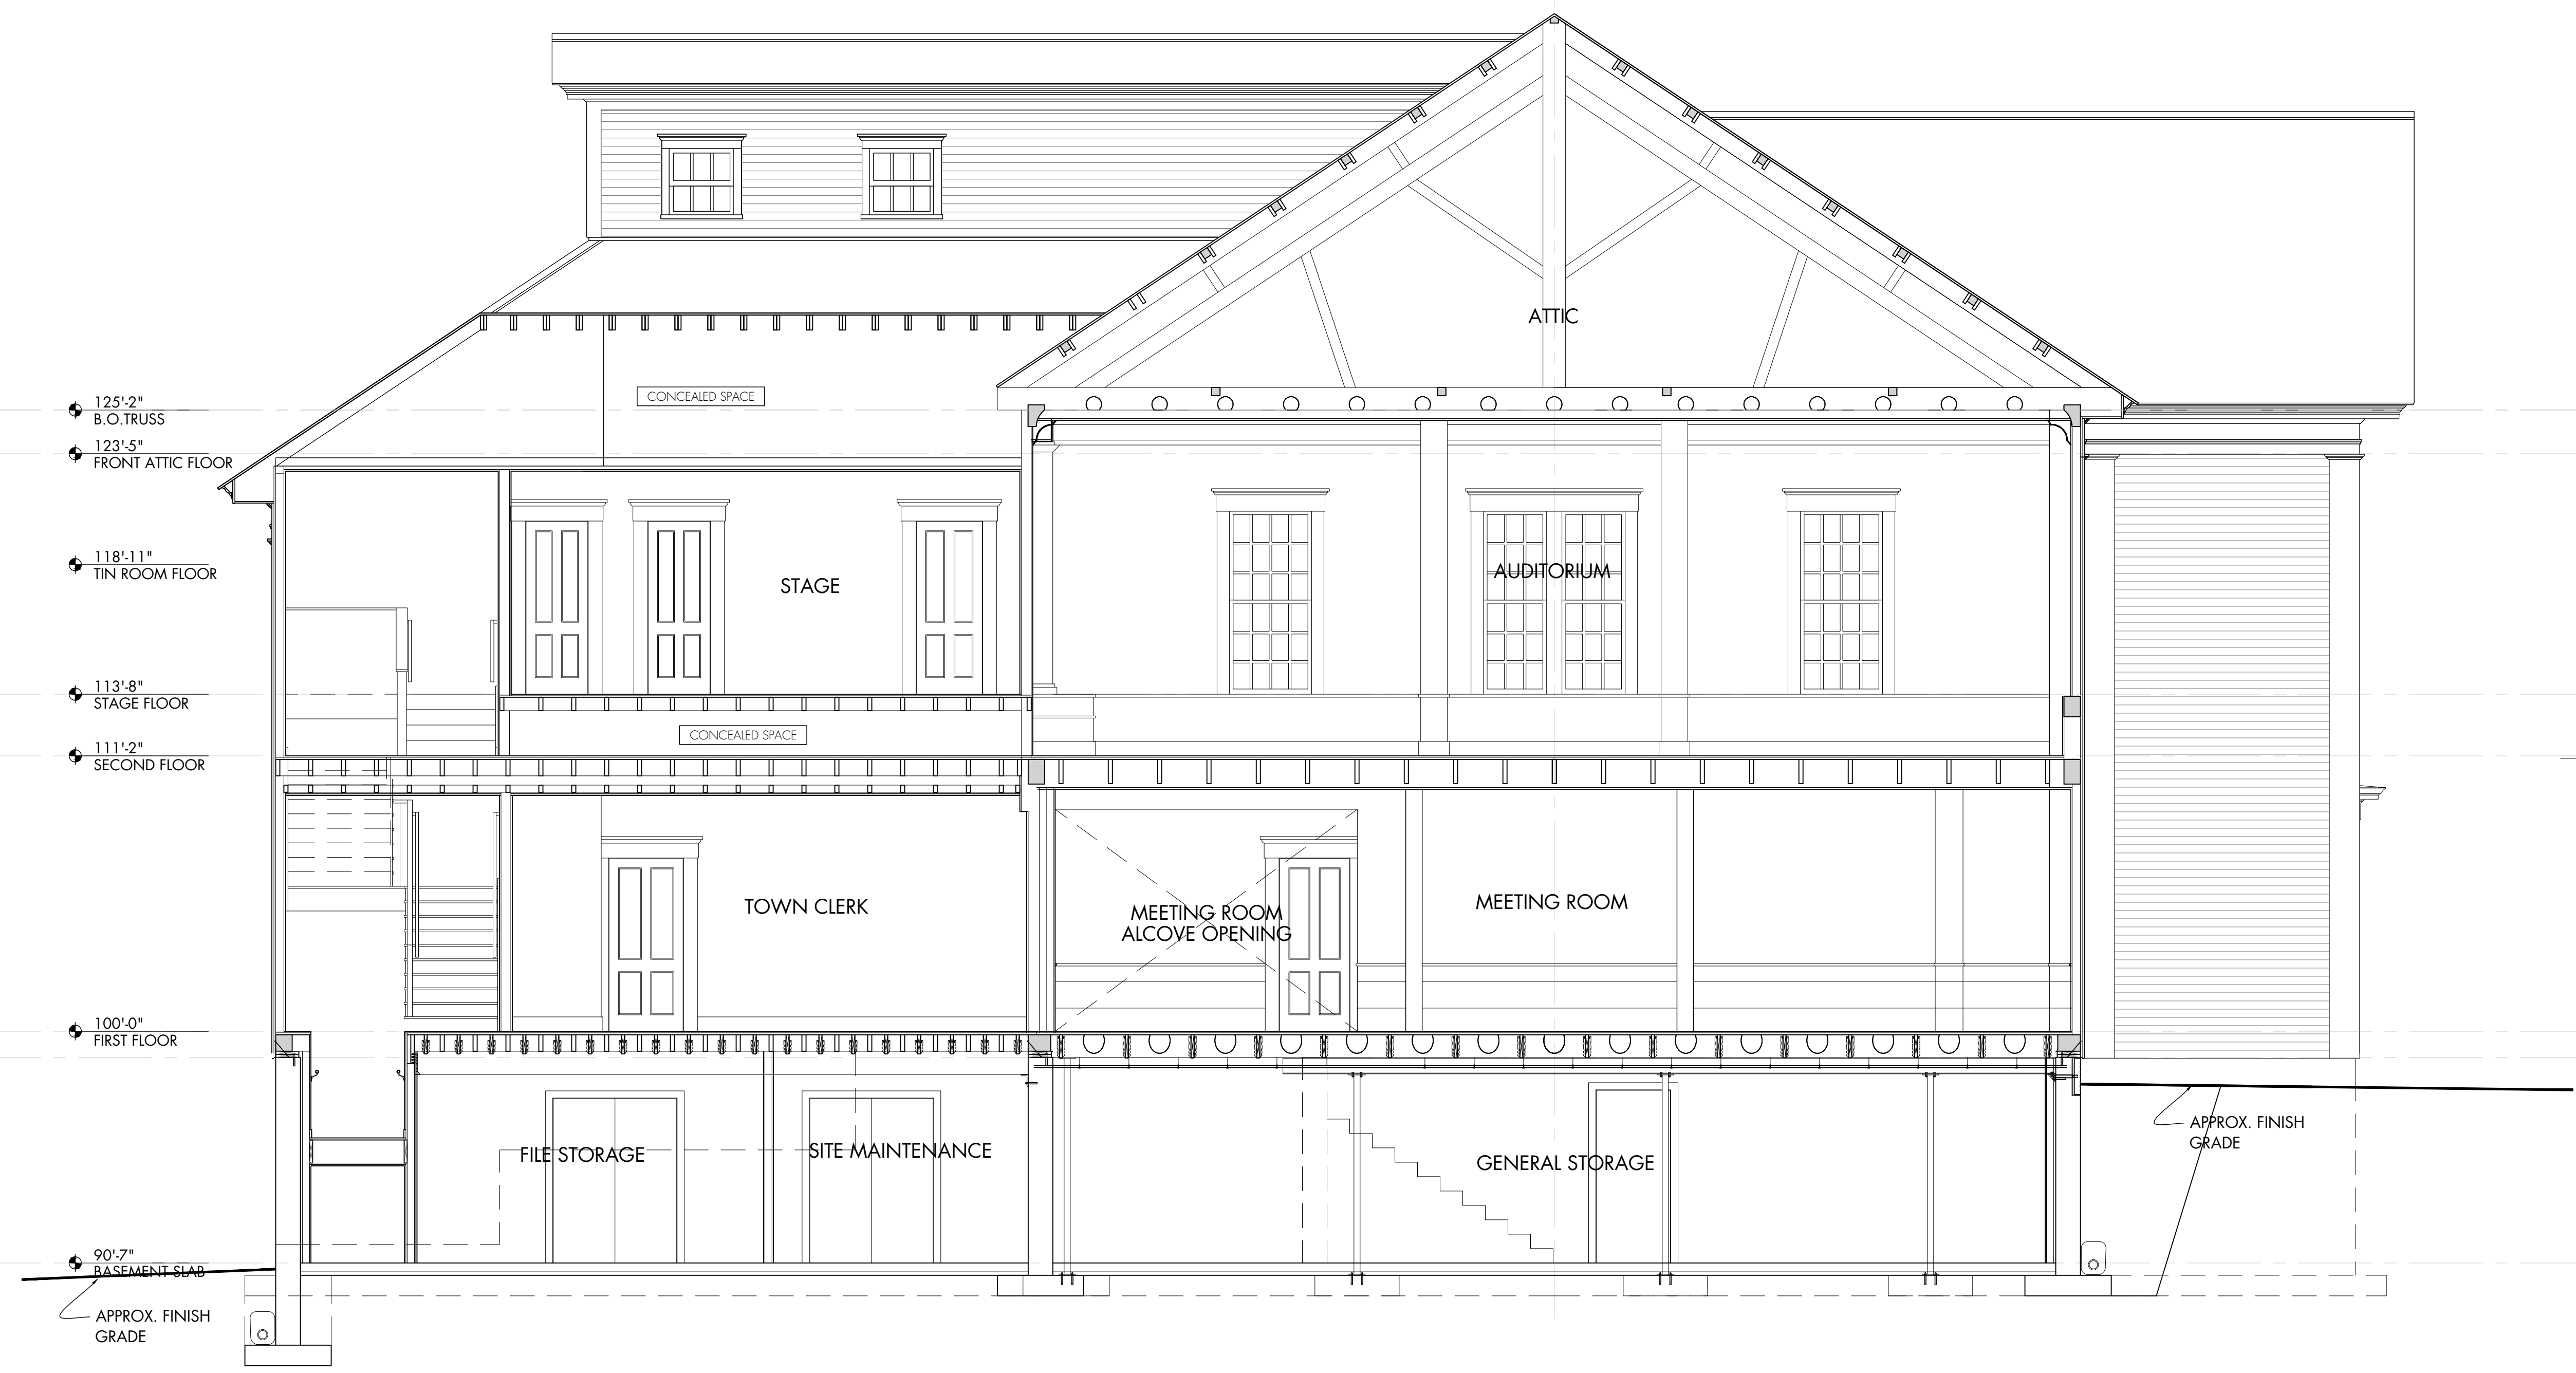 ATTIC
CONCEALED SPACE
125'-2"
B.O.TRUSS
123'-5"
FRONT ATTIC FLOOR
118'-11"
TIN ROOM FLOOR
STAGE
AUDITORIUM
113'-8"
STAGE FLOOR
CONCEALED SPACE
111'-2"
SECOND FLOOR
TOWN CLERK
MEETING ROOM
ALCOVE OPENING
MEETING ROOM
100'-0"
FIRST FLOOR
FILE STORAGE
SITE MAINTENANCE
GENERAL STORAGE
APPROX. FINISH
GRADE
90'-7"
BASEMENT SLAB
APPROX. FINISH
GRADE